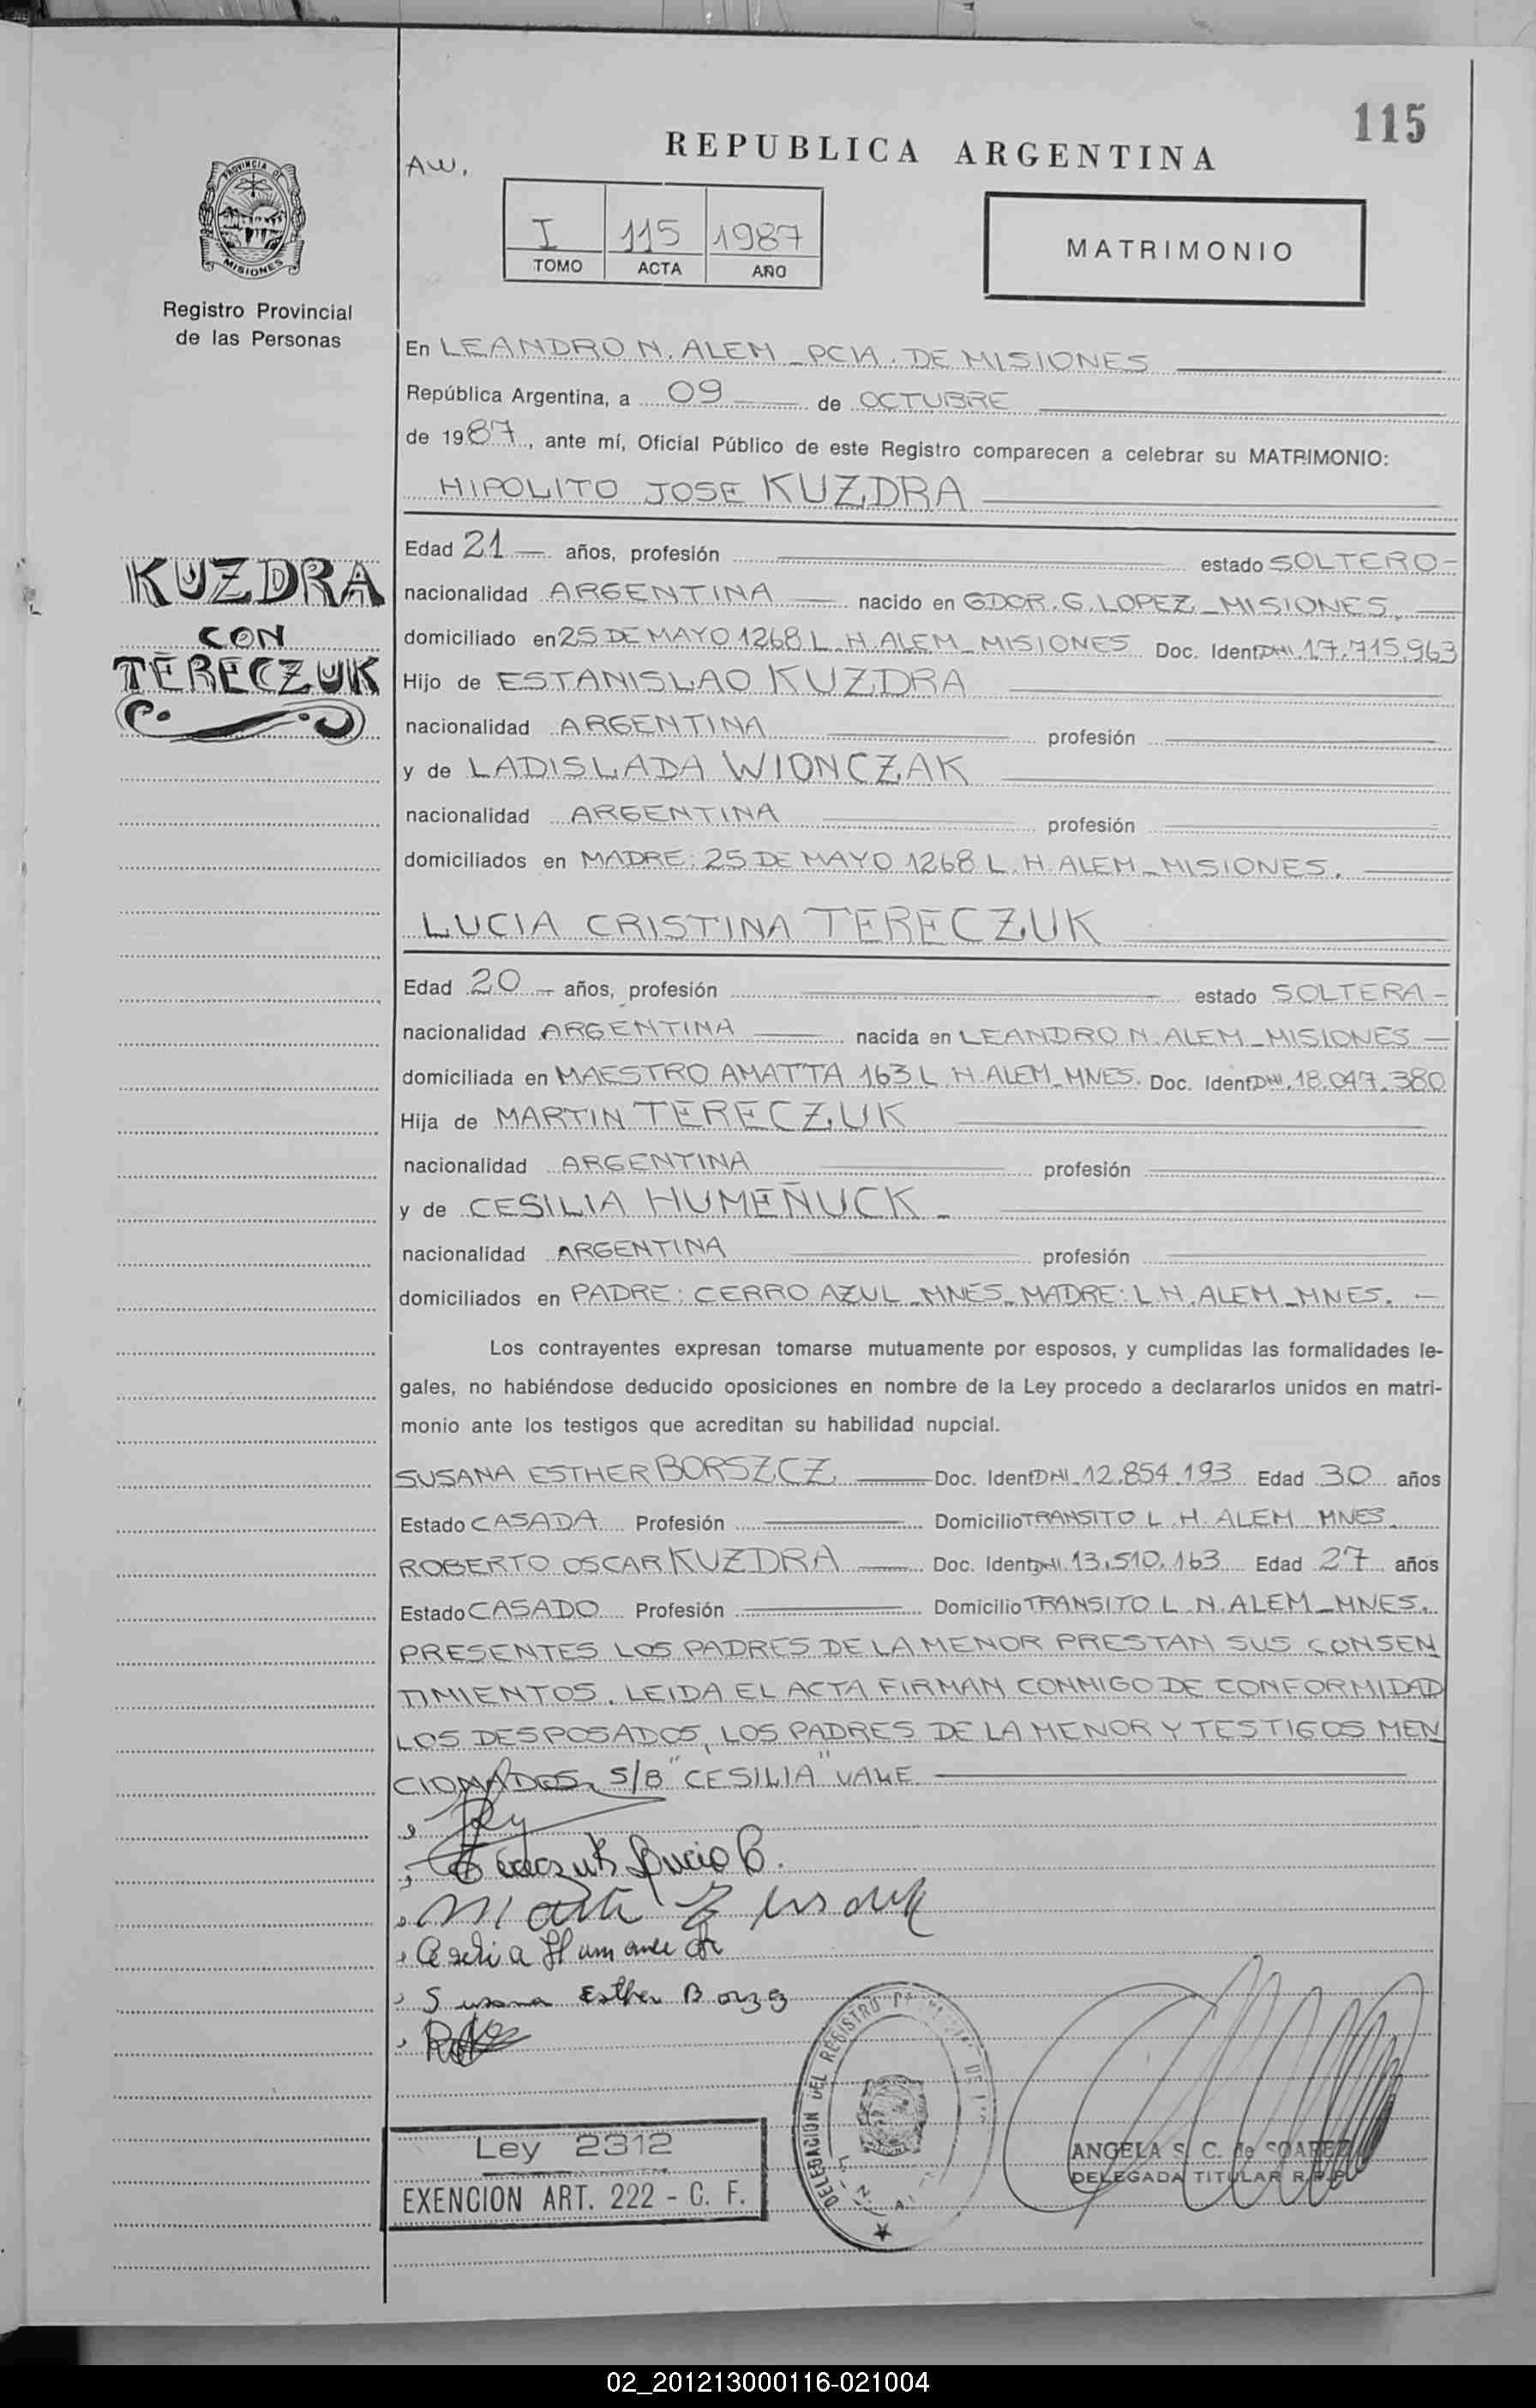 115
REPUBLICA ARGENTINA
AW.
PROVINCIA DE
MISIONES
Registro Provincial
de las Personas
I 115 1987
TOMO ACTA AÑO
MATRIMONIO
En LEANDRO N. ALEM _ PCIA. DE MISIONES
República Argentina, a 09 de OCTUBRE
de 1987, ante mí, Oficial Público de este Registro comparecen a celebrar su MATRIMONIO:
HIPOLITO JOSE KUZDRA
KUZDRA
CON
TERECZUK
Edad 21 — años, profesión estado SOLTERO -
nacionalidad ARGENTINA — nacido en GDOR. G. LOPEZ _ MISIONES.
domiciliado en 25 DE MAYO 1268 L. N. ALEM _ MISIONES Doc. Ident. DNI. 17.715.963
Hijo de ESTANISLAO KUZDRA
nacionalidad ARGENTINA profesión
y de LADISLADA WIONCZAK
nacionalidad ARGENTINA profesión
domiciliados en MADRE: 25 DE MAYO 1268 L. N. ALEM _ MISIONES.
LUCIA CRISTINA TERECZUK
Edad 20 — años, profesión estado SOLTERA -
nacionalidad ARGENTINA — nacida en LEANDRO N. ALEM _ MISIONES —
domiciliada en MAESTRO AMATTA 163 L. N. ALEM _ MNES. Doc. Ident. DNI. 18.047.380
Hija de MARTIN TERECZUK
nacionalidad ARGENTINA profesión
y de CESILIA HUMEÑUCK -
nacionalidad ARGENTINA profesión
domiciliados en PADRE: CERRO AZUL _ MNES _ MADRE: L. N. ALEM _ MNES. —
Los contrayentes expresan tomarse mutuamente por esposos, y cumplidas las formalidades le-
gales, no habiéndose deducido oposiciones en nombre de la Ley procedo a declararlos unidos en matri-
monio ante los testigos que acreditan su habilidad nupcial.
SUSANA ESTHER BORSZCZ — Doc. Ident. DNI. 12.854.193 Edad 30 años
Estado CASADA Profesión Domicilio TRANSITO L. N. ALEM _ MNES.
ROBERTO OSCAR KUZDRA — Doc. Ident. DNI. 13.510.163 Edad 27 años
Estado CASADO Profesión Domicilio TRANSITO L. N. ALEM _ MNES.
PRESENTES LOS PADRES DE LA MENOR PRESTAN SUS CONSEN
TIMIENTOS. LEIDA EL ACTA FIRMAN CONMIGO DE CONFORMIDAD
LOS DESPOSADOS, LOS PADRES DE LA MENOR Y TESTIGOS MEN
CIONADOS. S/B "CESILIA" VALE
Tereczuk Lucia C.
Susana Esther
DELEGACION DEL REGISTRO
Ley 2312
EXENCION ART. 222 - C. F.
ANGELA S. C. de SOAREZ
DELEGADA TITULAR R.P.P.
02_201213000116-021004